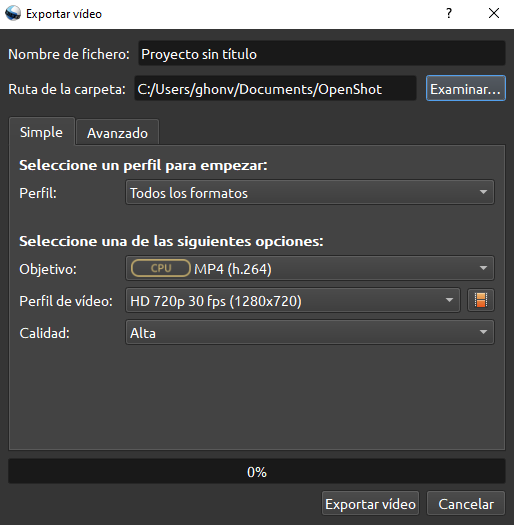 Exportar vídeo
Nombre de fichero: Proyecto sin título
Ruta de la carpeta: C:/Users/ghonv/Documents/OpenShot Examinar...
Simple Avanzado
Seleccione un perfil para empezar:
Perfil: Todos los formatos
Seleccione una de las siguientes opciones:
Objetivo: CPU MP4 (h.264)
Perfil de vídeo: HD 720p 30 fps (1280x720)
Calidad: Alta
0%
Exportar vídeo Cancelar